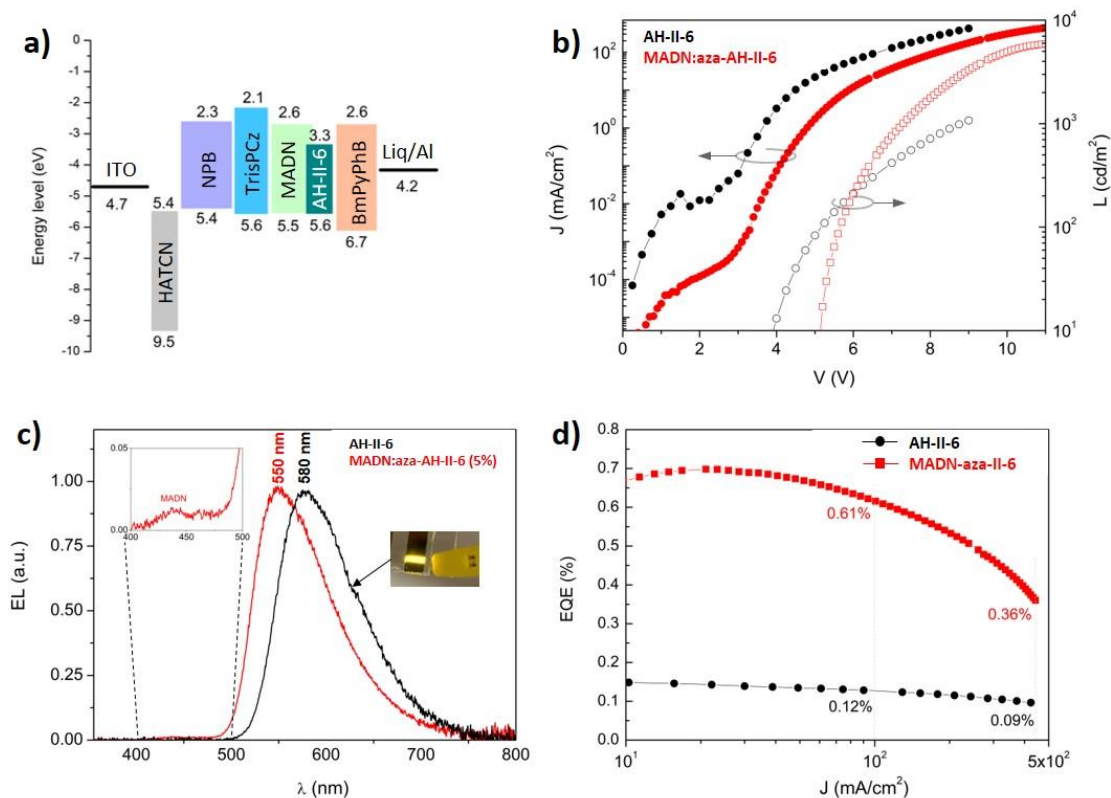 a)
Energy level (eV)
0
-1
-2
-3
-4
-5
-6
-7
-8
-9
-10
ITO
4.7
5.4
HATCN
9.5
2.3
NPB
5.4
2.1
TrisPCz
5.6
2.6
MADN
5.5
3.3
AH-II-6
5.6
2.6
BmPyPhB
6.7
Liq/Al
4.2
b)
AH-II-6
MADN:aza-AH-II-6
J (mA/cm²)
10²
10⁰
10⁻²
10⁻⁴
L (cd/m²)
10⁴
10³
10²
10¹
0 2 4 6 8 10
V (V)
c)
AH-II-6
MADN:aza-AH-II-6 (5%)
550 nm
580 nm
EL (a.u.)
1.00
0.75
0.50
0.25
0.00
0.05
0.00
MADN
400 450 500
400 500 600 700 800
λ (nm)
d)
AH-II-6
MADN-aza-II-6
EQE (%)
0.8
0.7
0.6
0.5
0.4
0.3
0.2
0.1
0.0
0.61%
0.36%
0.12%
0.09%
10¹ 10² 5x10²
J (mA/cm²)